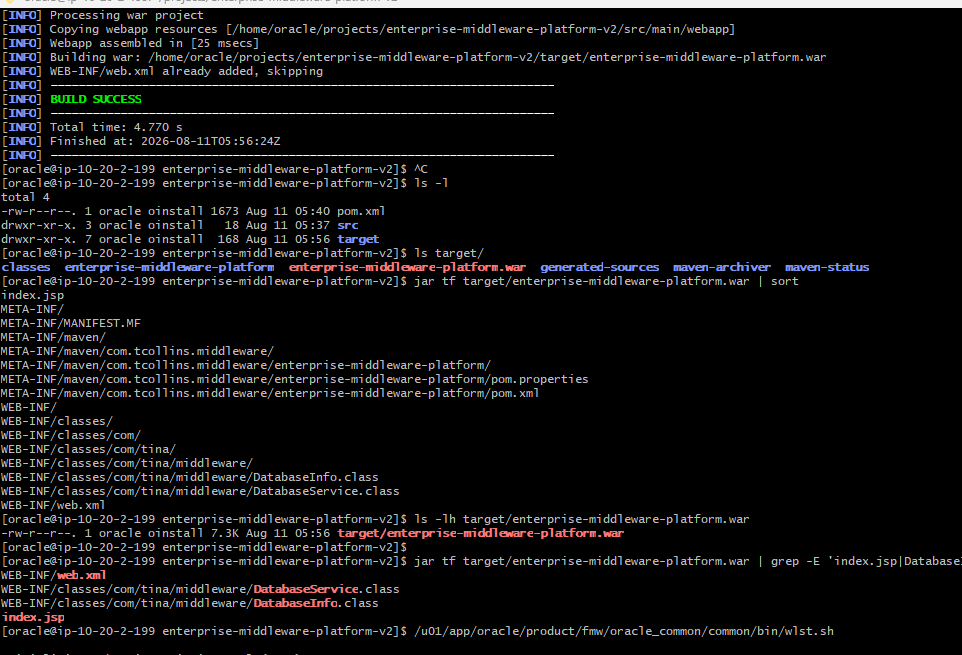 [INFO] Processing war project
[INFO] Copying webapp resources [/home/oracle/projects/enterprise-middleware-platform-v2/src/main/webapp]
[INFO] Webapp assembled in [25 msecs]
[INFO] Building war: /home/oracle/projects/enterprise-middleware-platform-v2/target/enterprise-middleware-platform.war
[INFO] WEB-INF/web.xml already added, skipping
[INFO] ------------------------------------------------------------------------
[INFO] BUILD SUCCESS
[INFO] ------------------------------------------------------------------------
[INFO] Total time: 4.770 s
[INFO] Finished at: 2026-08-11T05:56:24Z
[INFO] ------------------------------------------------------------------------
[oracle@ip-10-20-2-199 enterprise-middleware-platform-v2]$ ^C
[oracle@ip-10-20-2-199 enterprise-middleware-platform-v2]$ ls -l
total 4
-rw-r--r--. 1 oracle oinstall 1673 Aug 11 05:40 pom.xml
drwxr-xr-x. 3 oracle oinstall   18 Aug 11 05:37 src
drwxr-xr-x. 7 oracle oinstall  168 Aug 11 05:56 target
[oracle@ip-10-20-2-199 enterprise-middleware-platform-v2]$ ls target/
classes  enterprise-middleware-platform  enterprise-middleware-platform.war  generated-sources  maven-archiver  maven-status
[oracle@ip-10-20-2-199 enterprise-middleware-platform-v2]$ jar tf target/enterprise-middleware-platform.war | sort
index.jsp
META-INF/
META-INF/MANIFEST.MF
META-INF/maven/
META-INF/maven/com.tcollins.middleware/
META-INF/maven/com.tcollins.middleware/enterprise-middleware-platform/
META-INF/maven/com.tcollins.middleware/enterprise-middleware-platform/pom.properties
META-INF/maven/com.tcollins.middleware/enterprise-middleware-platform/pom.xml
WEB-INF/
WEB-INF/classes/
WEB-INF/classes/com/
WEB-INF/classes/com/tina/
WEB-INF/classes/com/tina/middleware/
WEB-INF/classes/com/tina/middleware/DatabaseInfo.class
WEB-INF/classes/com/tina/middleware/DatabaseService.class
WEB-INF/web.xml
[oracle@ip-10-20-2-199 enterprise-middleware-platform-v2]$ ls -lh target/enterprise-middleware-platform.war
-rw-r--r--. 1 oracle oinstall 7.3K Aug 11 05:56 target/enterprise-middleware-platform.war
[oracle@ip-10-20-2-199 enterprise-middleware-platform-v2]$
[oracle@ip-10-20-2-199 enterprise-middleware-platform-v2]$ jar tf target/enterprise-middleware-platform.war | grep -E 'index.jsp|Database
WEB-INF/web.xml
WEB-INF/classes/com/tina/middleware/DatabaseService.class
WEB-INF/classes/com/tina/middleware/DatabaseInfo.class
index.jsp
[oracle@ip-10-20-2-199 enterprise-middleware-platform-v2]$ /u01/app/oracle/product/fmw/oracle_common/common/bin/wlst.sh